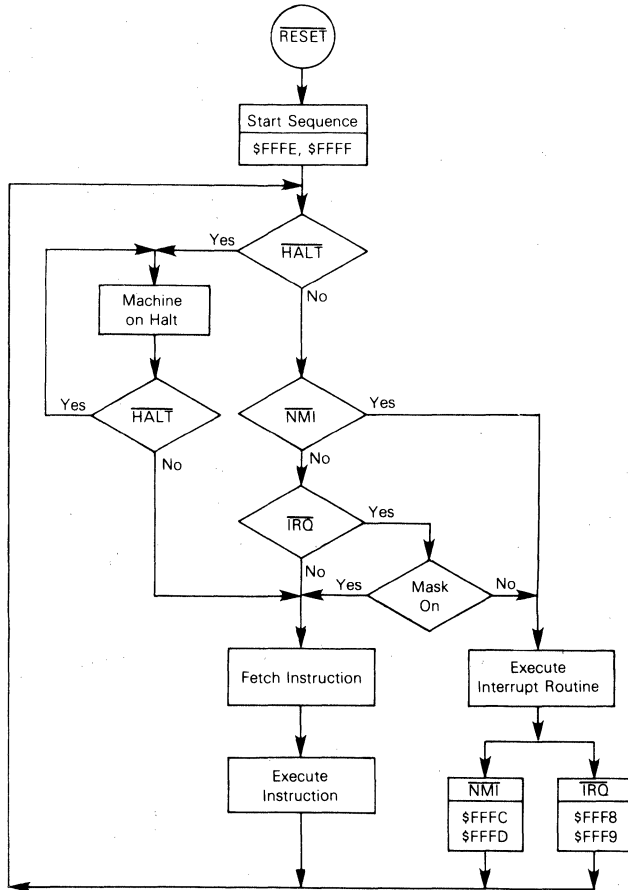 RESET
Start Sequence
$FFFE, $FFFF
Yes
HALT
No
Machine
on Halt
Yes
HALT
No
NMI
Yes
No
IRQ
Yes
No
Yes
Mask
On
No
Fetch Instruction
Execute
Interrupt Routine
Execute
Instruction
NMI
$FFFC
$FFFD
IRQ
$FFF8
$FFF9